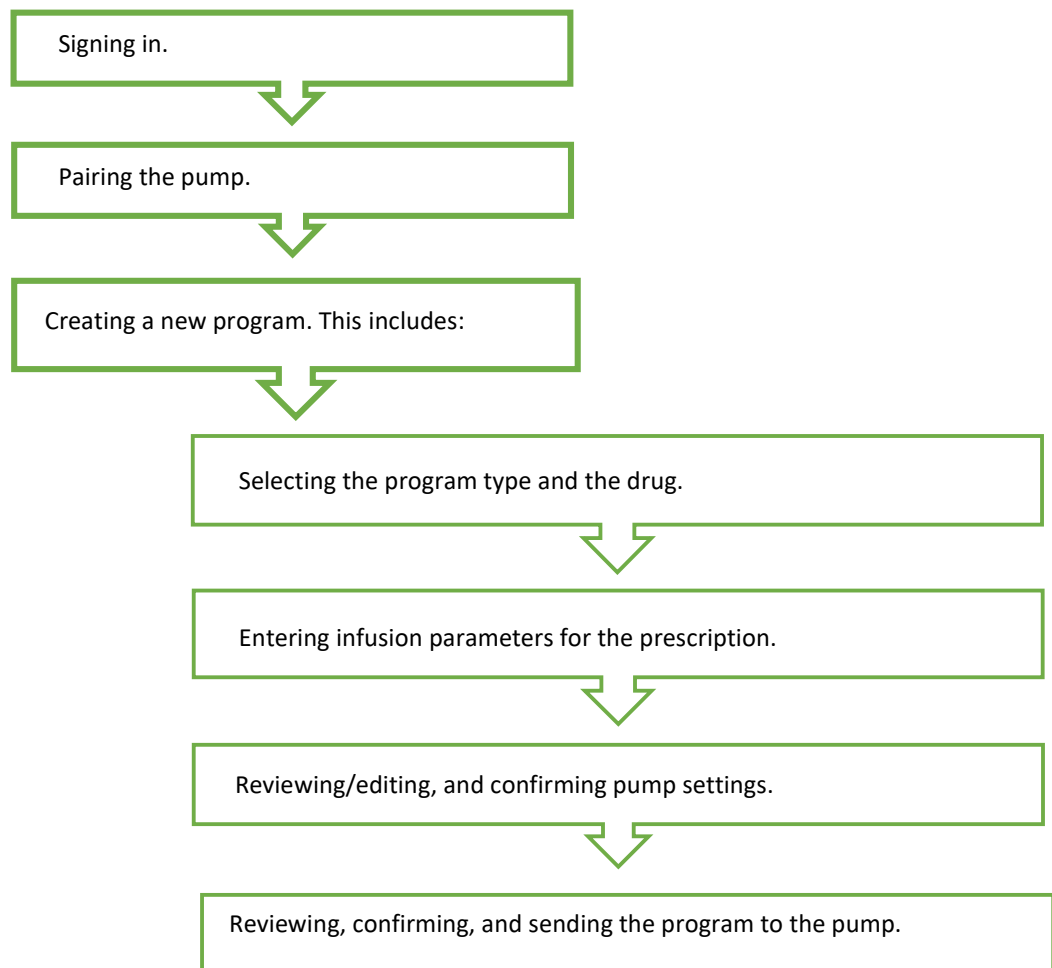 Signing in.
Pairing the pump.
Creating a new program. This includes:
Selecting the program type and the drug.
Entering infusion parameters for the prescription.
Reviewing/editing, and confirming pump settings.
Reviewing, confirming, and sending the program to the pump.